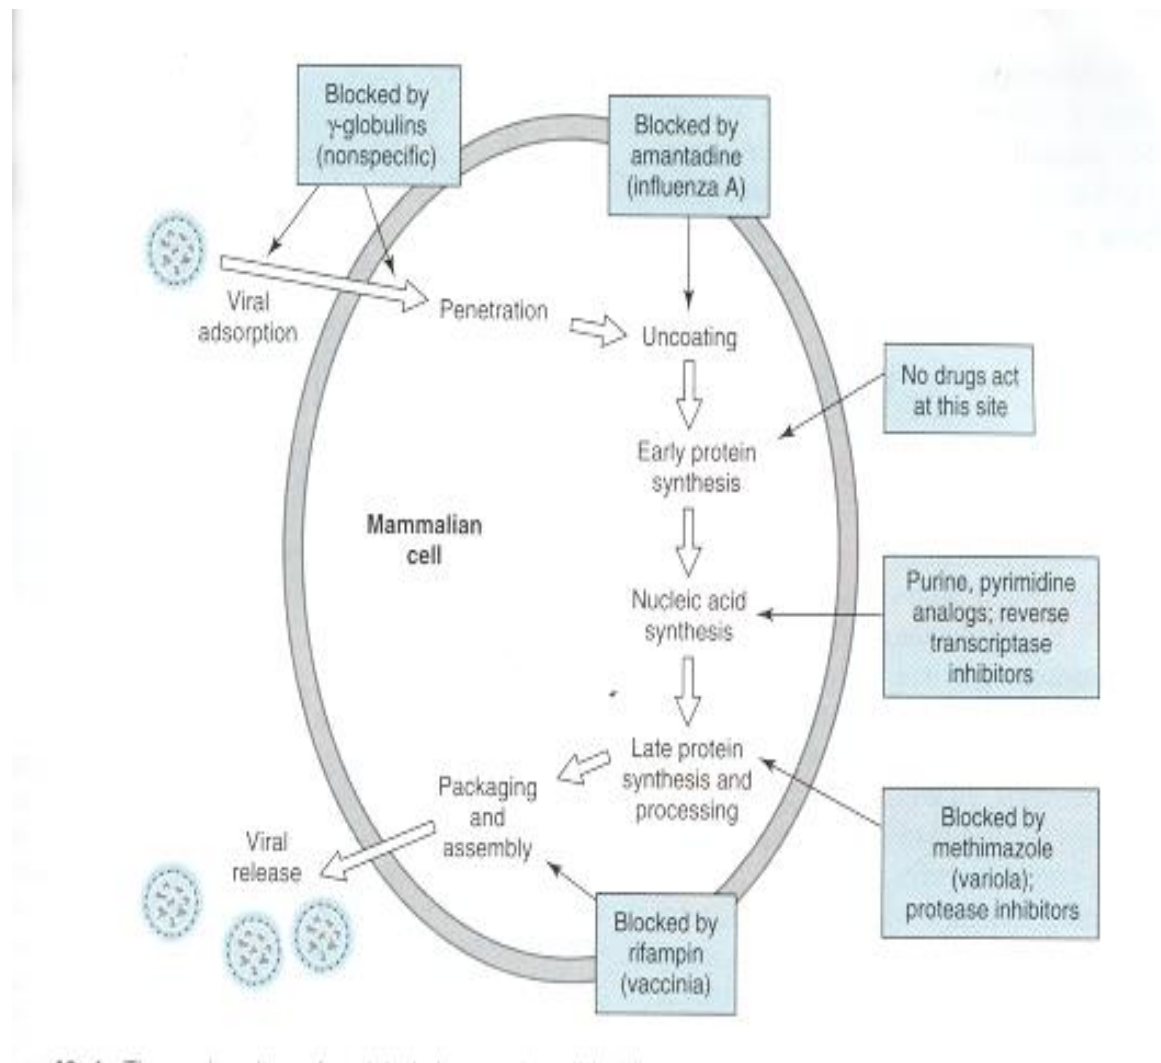 Blocked by
γ-globulins
(nonspecific)
Blocked by
amantadine
(influenza A)
Viral
adsorption
Penetration
Uncoating
No drugs act
at this site
Early protein
synthesis
Mammalian
cell
Nucleic acid
synthesis
Purine, pyrimidine
analogs; reverse
transcriptase
inhibitors
Late protein
synthesis and
processing
Packaging
and
assembly
Viral
release
Blocked by
methimazole
(variola);
protease inhibitors
Blocked by
rifampin
(vaccinia)